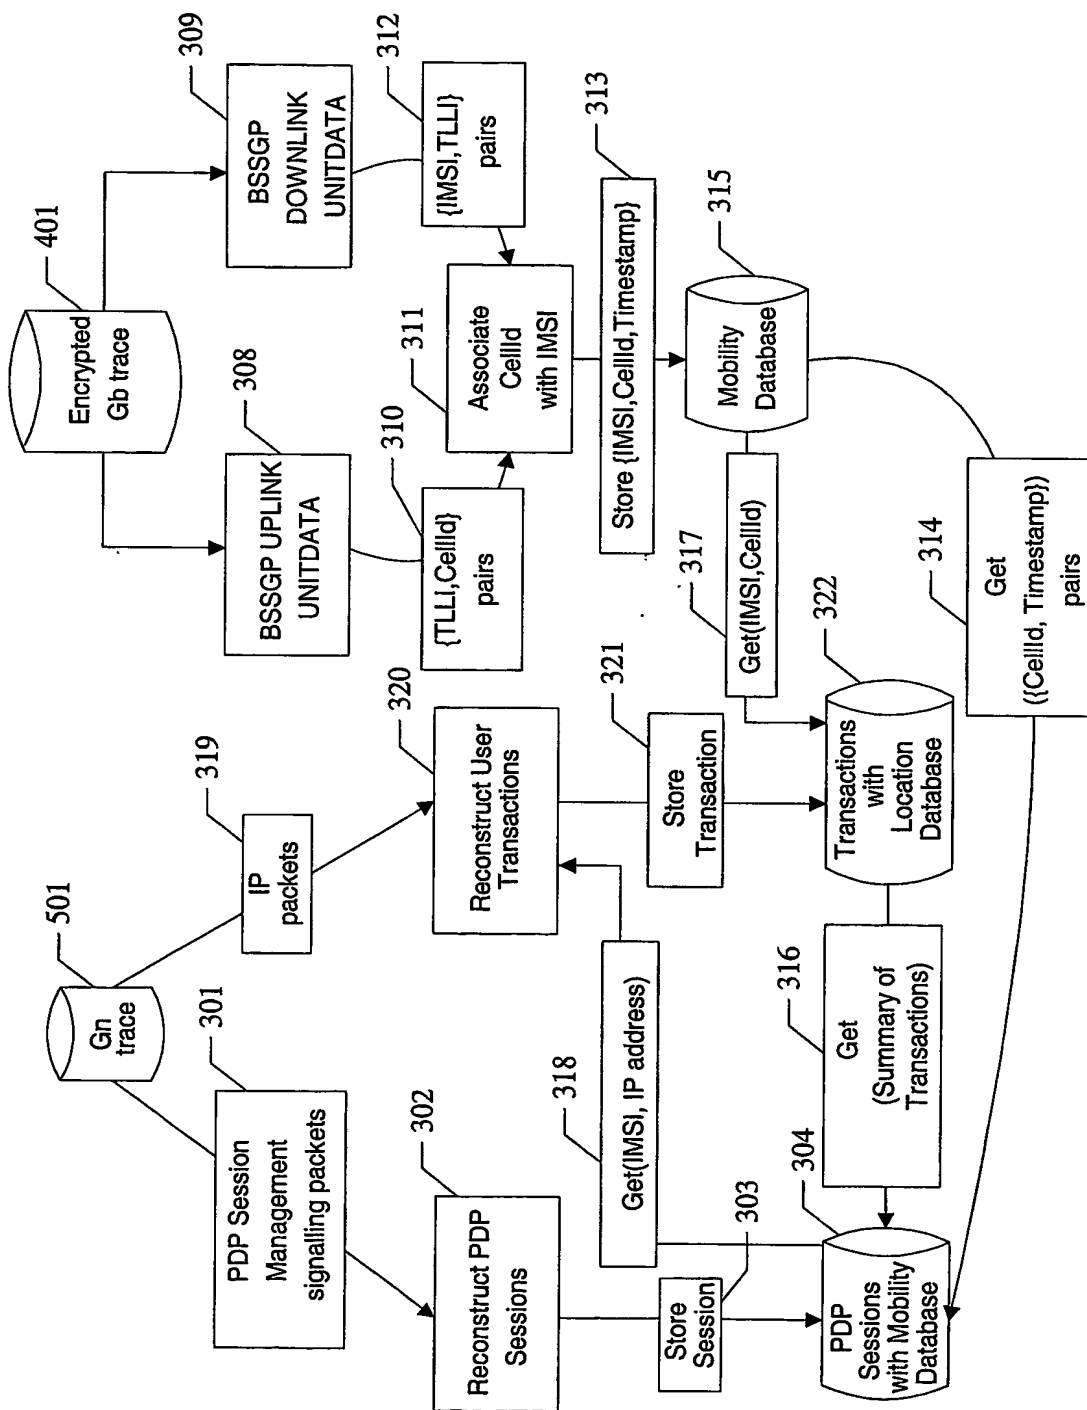 501
Gn
trace
401
Encrypted
Gb trace
301
PDP Session
Management
signalling packets
319
IP
packets
308
BSSGP UPLINK
UNITDATA
309
BSSGP
DOWNLINK
UNITDATA
302
Reconstruct PDP
Sessions
320
Reconstruct User
Transactions
310
{TLLI,CellId}
pairs
312
{IMSI,TLLI}
pairs
311
Associate
CellId
with IMSI
318
Get(IMSI, IP address)
321
Store
Transaction
313
Store {IMSI,CellId,Timestamp}
303
Store
Session
317
Get(IMSI,CellId)
315
Mobility
Database
304
PDP
Sessions
with Mobility
Database
316
Get
(Summary of
Transactions)
322
Transactions
with
Location
Database
314
Get
({CellId, Timestamp})
pairs